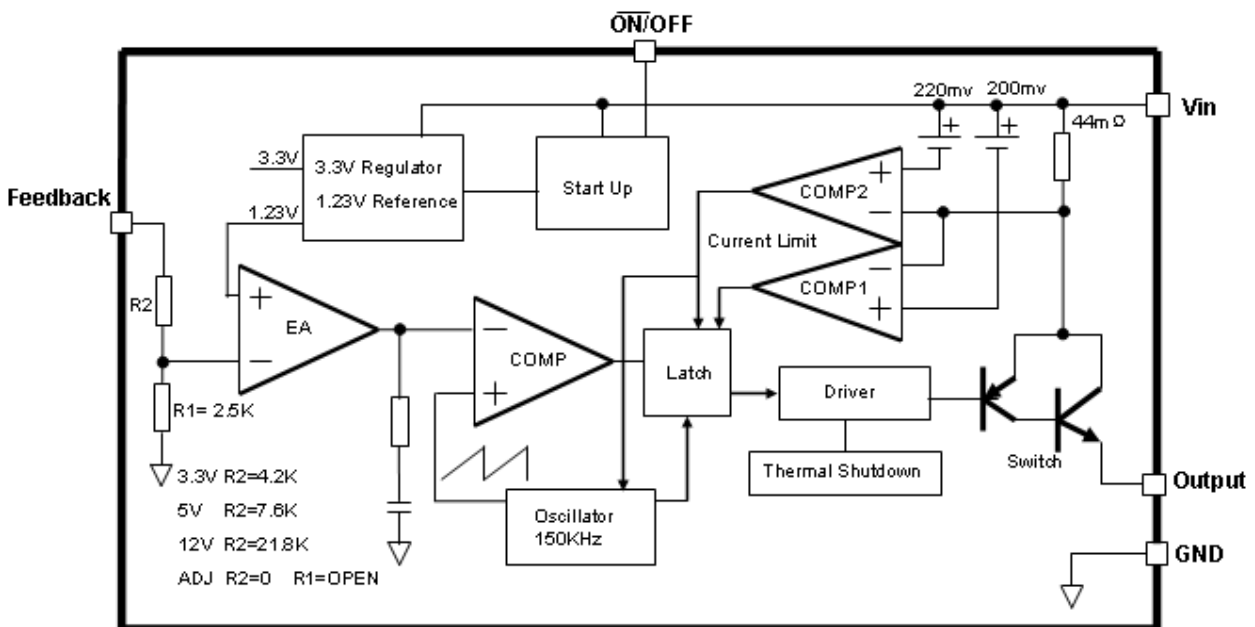 ON/OFF
220mv 200mv
Vin
44mΩ
3.3V
3.3V Regulator
1.23V Reference
Start Up
COMP2
+
−
Feedback
1.23V
Current Limit
−
COMP1
+
R2
+
EA
−
−
COMP
+
Latch
Driver
R1= 2.5K
Switch
Thermal Shutdown
3.3V R2=4.2K
5V R2=7.6K
12V R2=21.8K
ADJ R2=0 R1=OPEN
Oscillator
150KHz
Output
GND
+
+